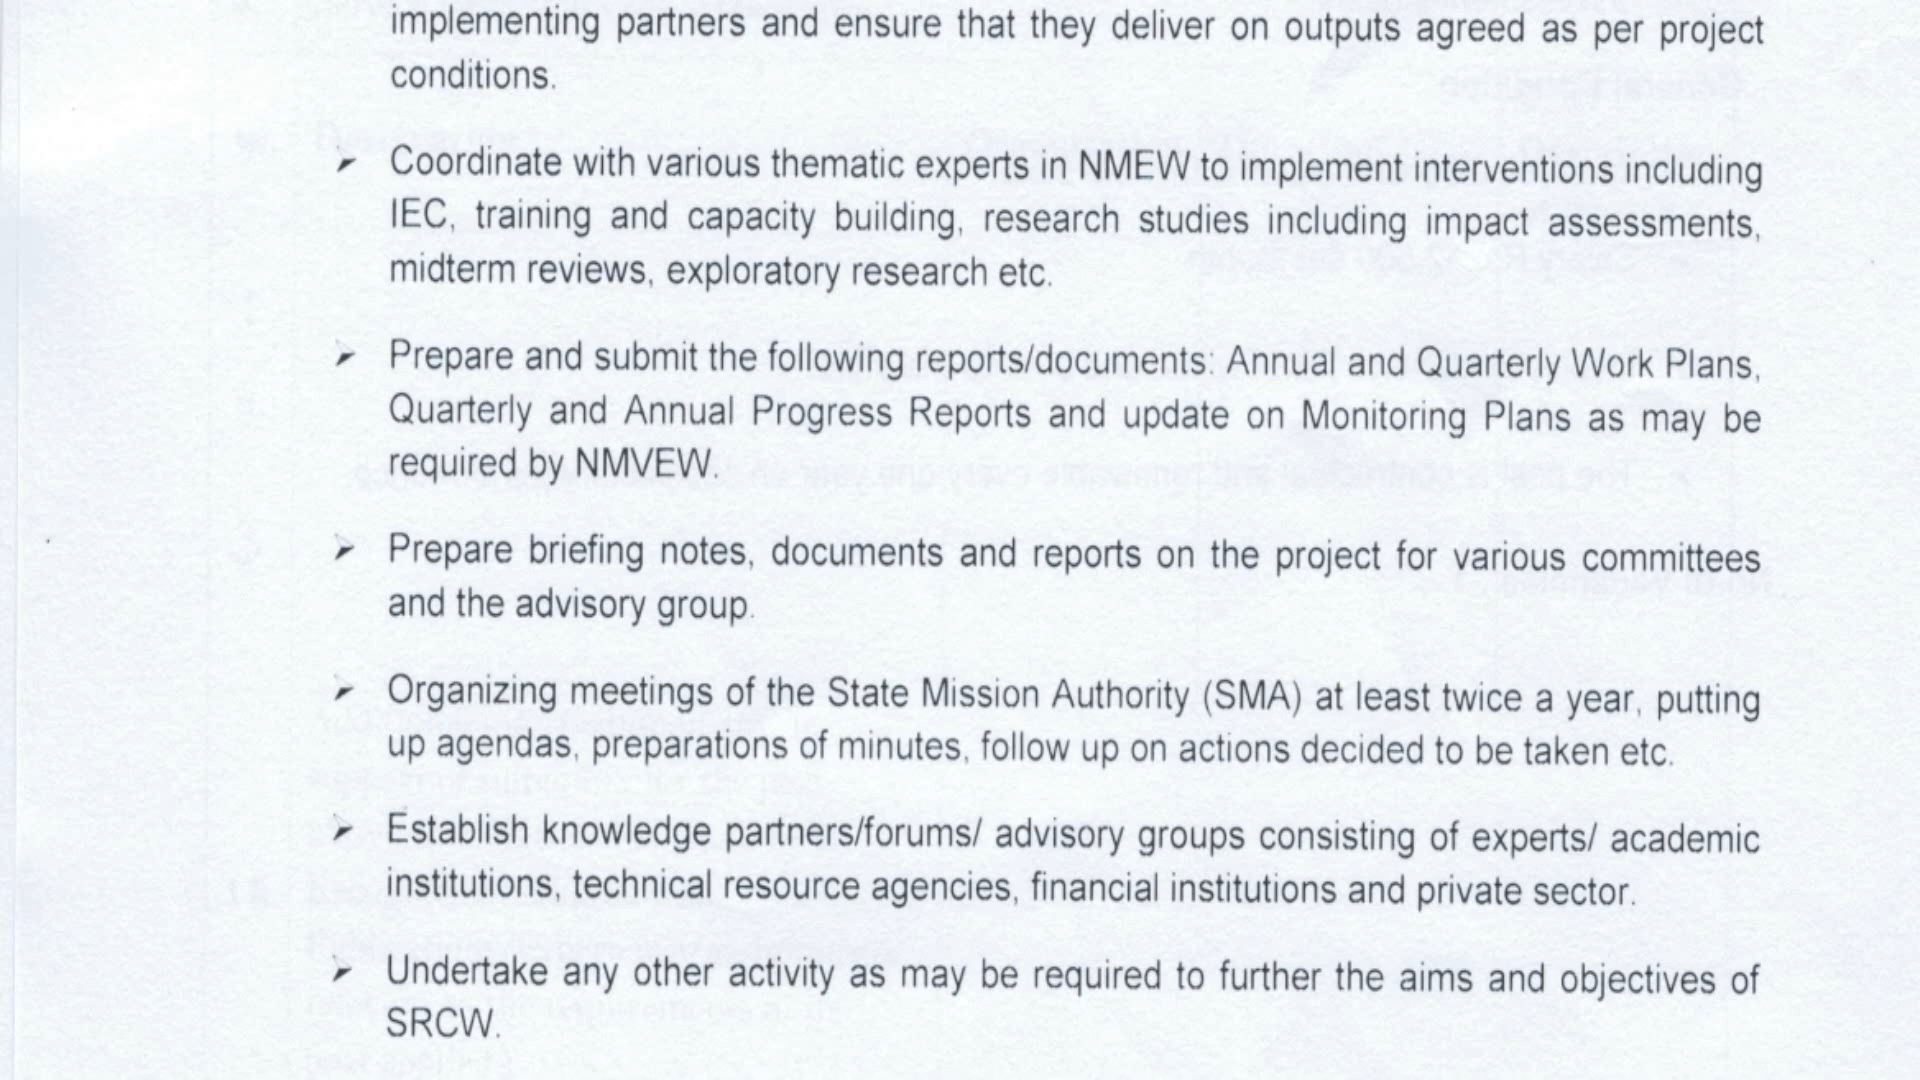 implementing partners and ensure that they deliver on outputs agreed as per project
conditions.
➢ Coordinate with various thematic experts in NMEW to implement interventions including
IEC, training and capacity building, research studies including impact assessments,
midterm reviews, exploratory research etc.
➢ Prepare and submit the following reports/documents: Annual and Quarterly Work Plans,
Quarterly and Annual Progress Reports and update on Monitoring Plans as may be
required by NMVEW.
➢ Prepare briefing notes, documents and reports on the project for various committees
and the advisory group.
➢ Organizing meetings of the State Mission Authority (SMA) at least twice a year, putting
up agendas, preparations of minutes, follow up on actions decided to be taken etc.
➢ Establish knowledge partners/forums/ advisory groups consisting of experts/ academic
institutions, technical resource agencies, financial institutions and private sector.
➢ Undertake any other activity as may be required to further the aims and objectives of
SRCW.